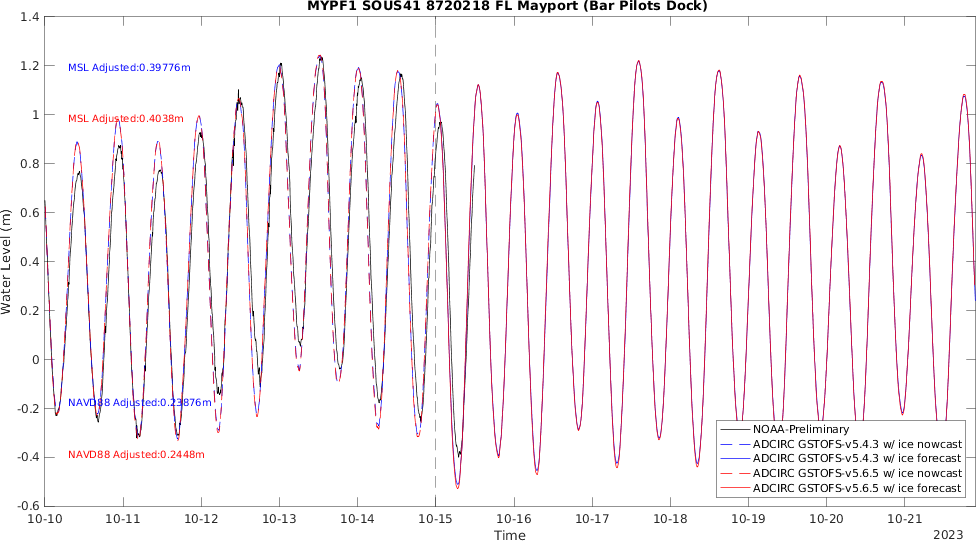 MYPF1 SOUS41 8720218 FL Mayport (Bar Pilots Dock)
1.4
1.2
1
0.8
0.6
0.4
0.2
0
-0.2
-0.4
-0.6
Water Level (m)
MSL Adjusted:0.39776m
MSL Adjusted:0.4038m
NAVD88 Adjusted:0.23876m
NAVD88 Adjusted:0.2448m
NOAA-Preliminary
ADCIRC GSTOFS-v5.4.3 w/ ice nowcast
ADCIRC GSTOFS-v5.4.3 w/ ice forecast
ADCIRC GSTOFS-v5.6.5 w/ ice nowcast
ADCIRC GSTOFS-v5.6.5 w/ ice forecast
10-10 10-11 10-12 10-13 10-14 10-15 10-16 10-17 10-18 10-19 10-20 10-21
Time
2023